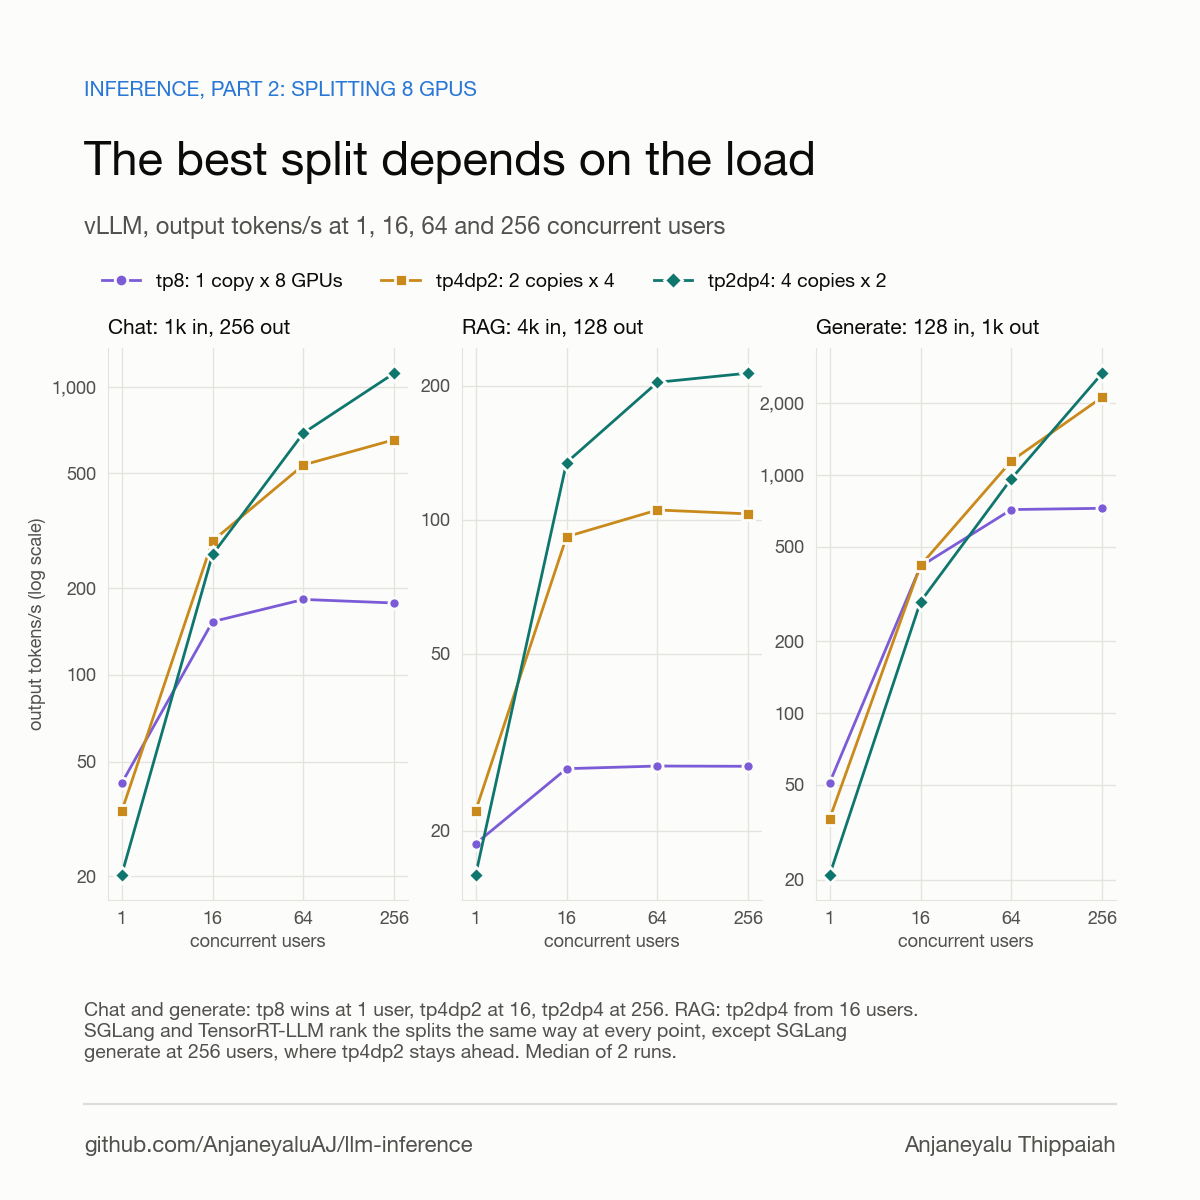 INFERENCE, PART 2: SPLITTING 8 GPUS
The best split depends on the load
vLLM, output tokens/s at 1, 16, 64 and 256 concurrent users
tp8: 1 copy x 8 GPUs
tp4dp2: 2 copies x 4
tp2dp4: 4 copies x 2
Chat: 1k in, 256 out
output tokens/s (log scale)
1,000
500
200
100
50
20
1
16
64
256
concurrent users
RAG: 4k in, 128 out
200
100
50
20
1
16
64
256
concurrent users
Generate: 128 in, 1k out
2,000
1,000
500
200
100
50
20
1
16
64
256
concurrent users
Chat and generate: tp8 wins at 1 user, tp4dp2 at 16, tp2dp4 at 256. RAG: tp2dp4 from 16 users.
SGLang and TensorRT-LLM rank the splits the same way at every point, except SGLang
generate at 256 users, where tp4dp2 stays ahead. Median of 2 runs.
github.com/AnjaneyaluAJ/llm-inference
Anjaneyalu Thippaiah